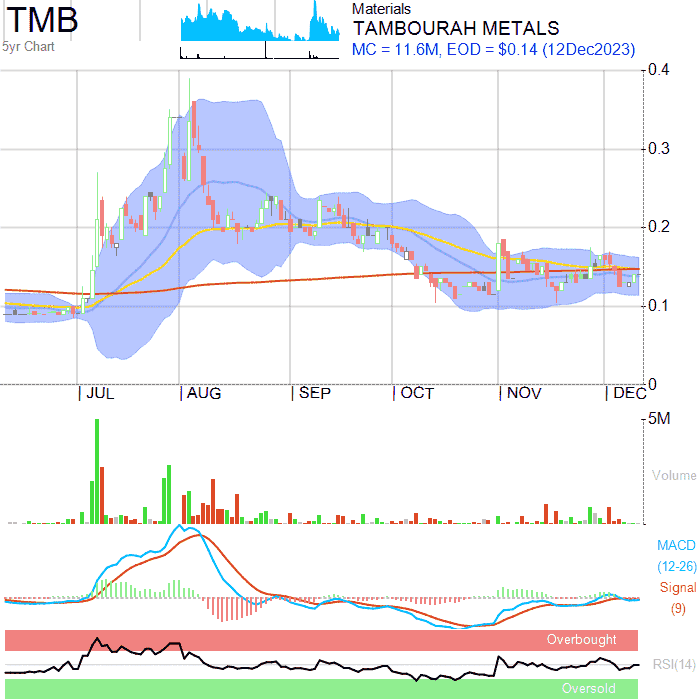 TMB
5yr Chart
Materials
TAMBOURAH METALS
MC = 11.6M, EOD = $0.14 (12Dec2023)
0.4
0.3
0.2
0.1
0
| JUL | AUG | SEP | OCT | NOV | DEC
5M
Volume
MACD
(12-26)
Signal
(9)
Overbought
RSI(14)
Oversold